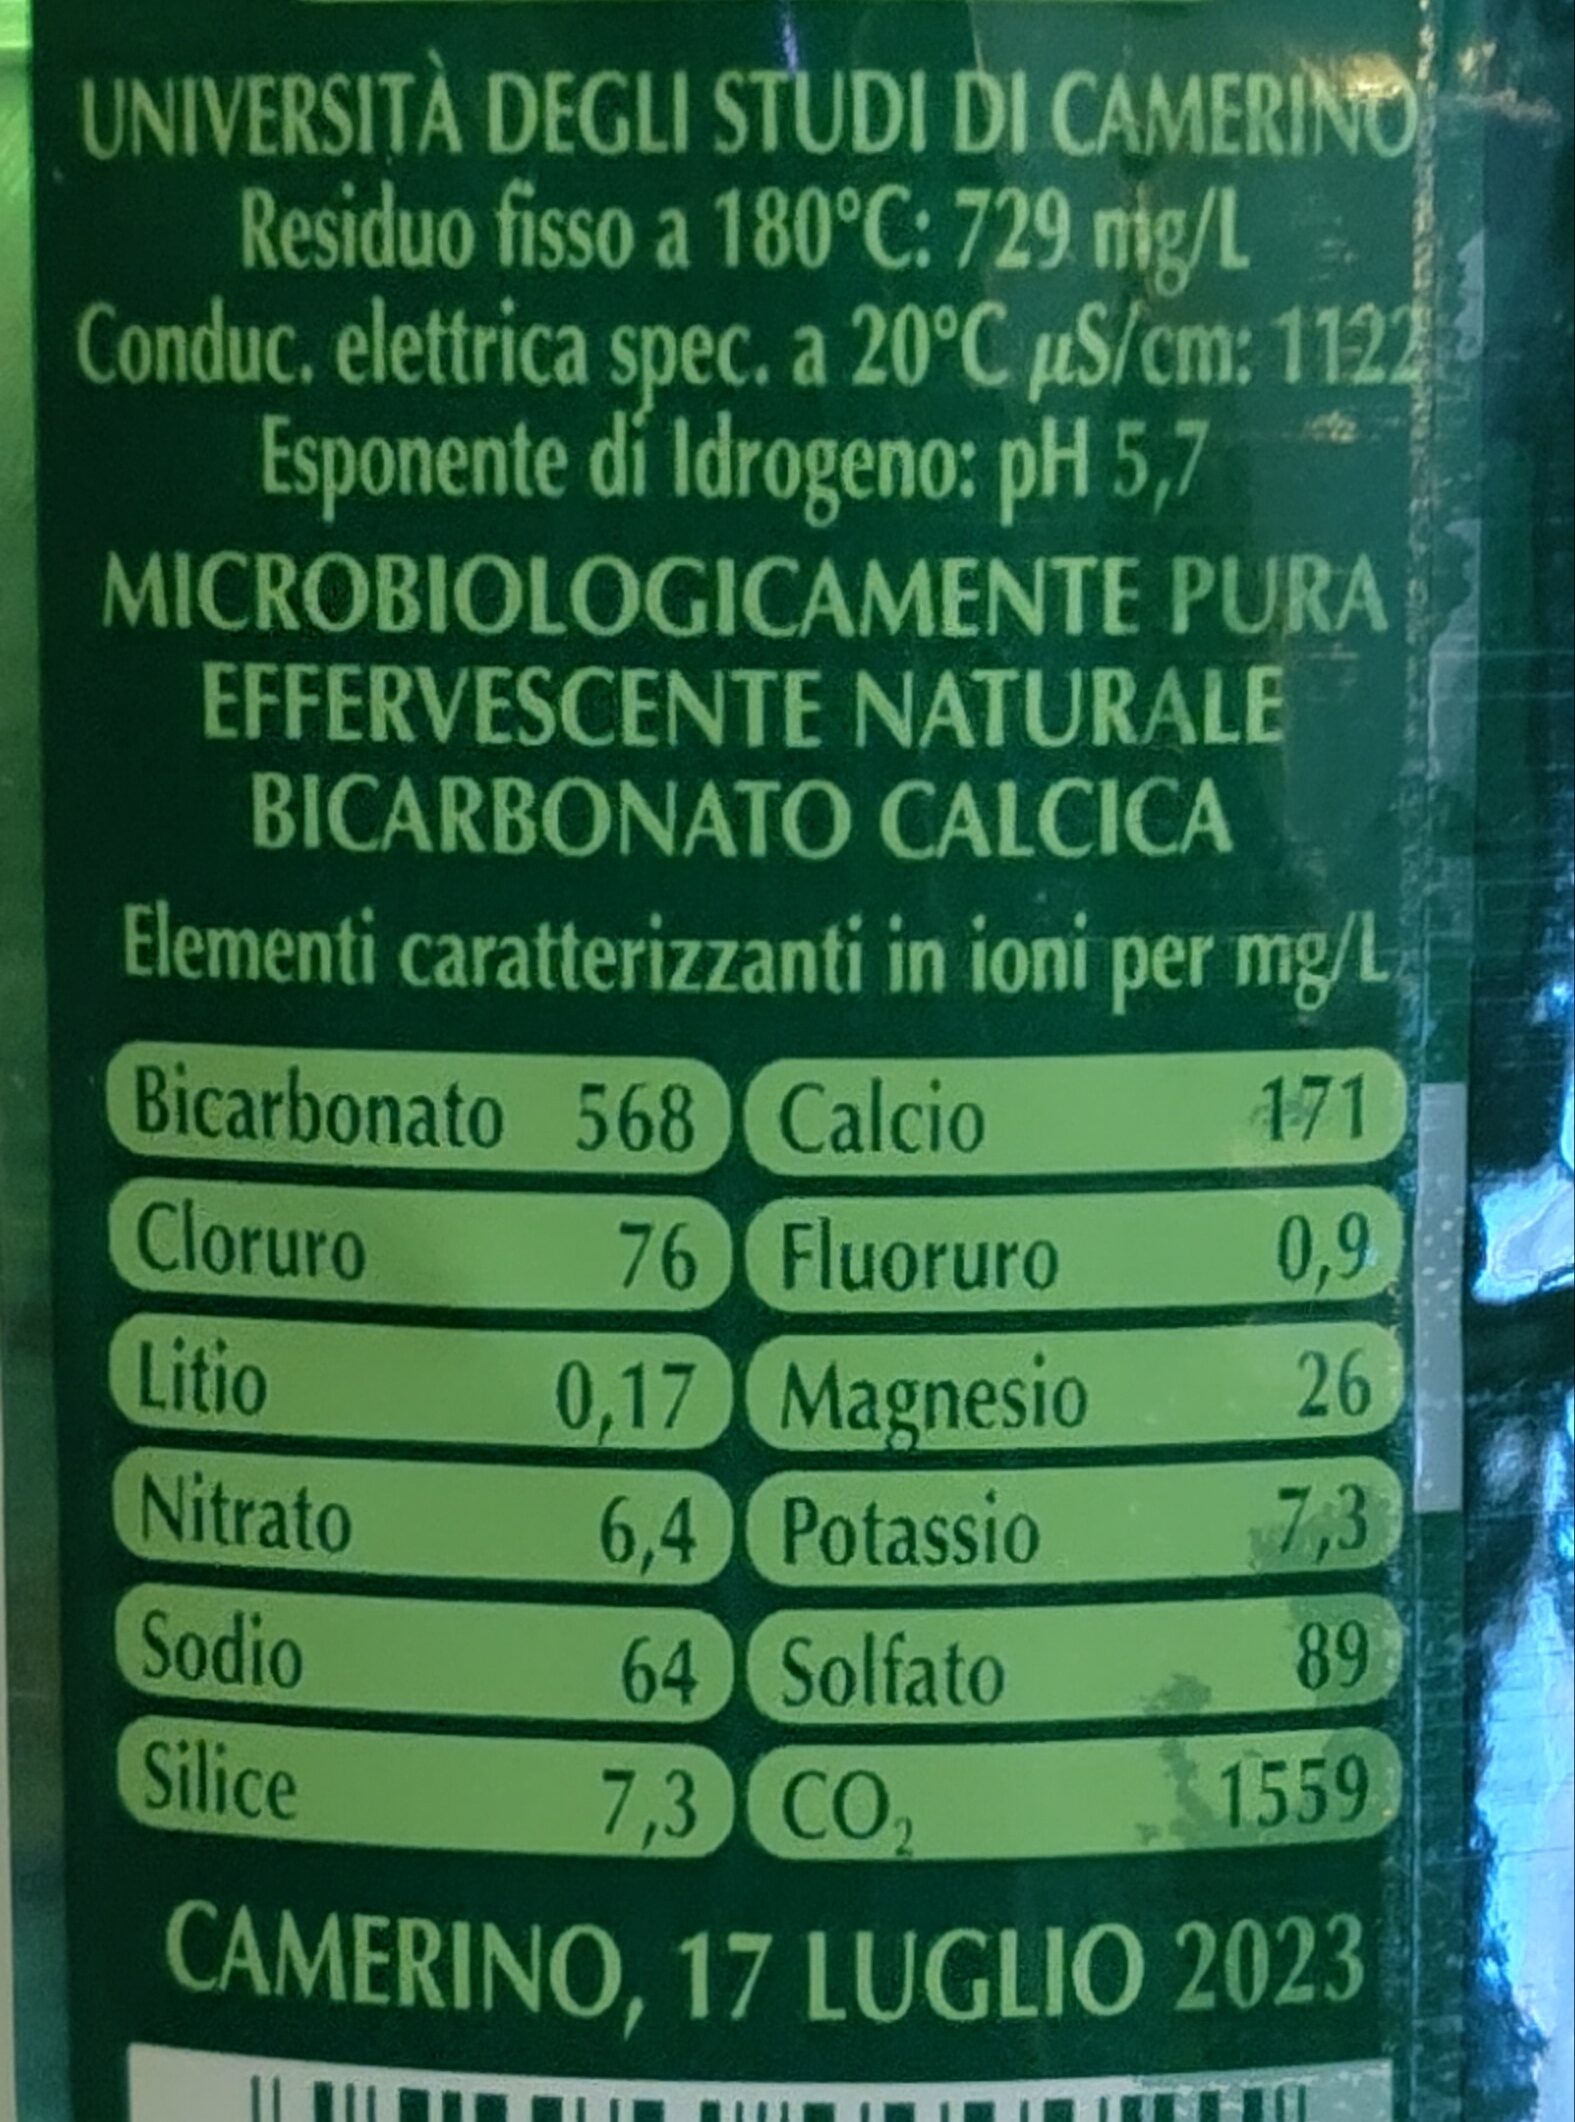 UNIVERSITÀ DEGLI STUDI DI CAMERINO
Residuo fisso a 180°C: 729 mg/L
Conduc. elettrica spec. a 20°C µS/cm: 1122
Esponente di Idrogeno: pH 5,7
MICROBIOLOGICAMENTE PURA
EFFERVESCENTE NATURALE
BICARBONATO CALCICA
Elementi caratterizzanti in ioni per mg/L
Bicarbonato 568 Calcio 171
Cloruro 76 Fluoruro 0,9
Litio 0,17 Magnesio 26
Nitrato 6,4 Potassio 7,3
Sodio 64 Solfato 89
Silice 7,3 CO₂ 1559
CAMERINO, 17 LUGLIO 2023